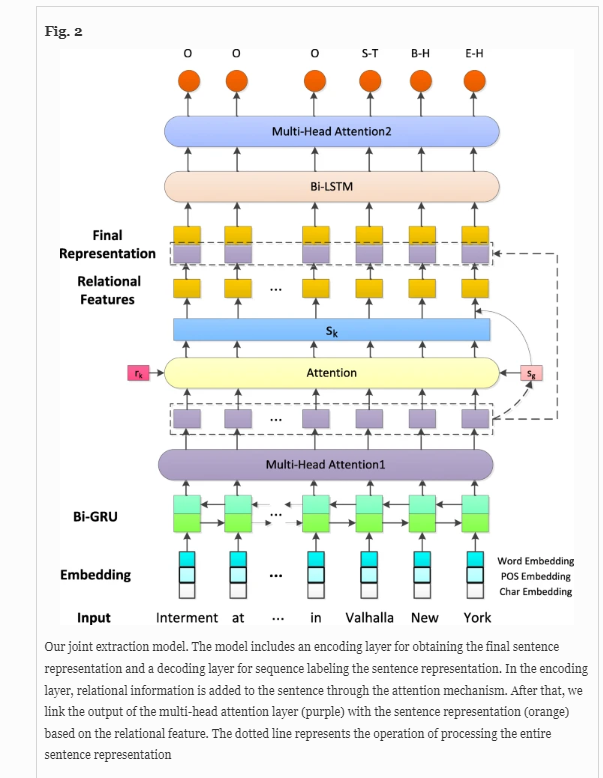 Fig. 2
O O O S-T B-H E-H
Multi-Head Attention2
Bi-LSTM
Final
Representation
Relational
Features
...
Sk
rk
Attention
sg
...
Multi-Head Attention1
Bi-GRU
...
Word Embedding
Embedding
...
POS Embedding
Char Embedding
Input Interment at ... in Valhalla New York
Our joint extraction model. The model includes an encoding layer for obtaining the final sentence
representation and a decoding layer for sequence labeling the sentence representation. In the encoding
layer, relational information is added to the sentence through the attention mechanism. After that, we
link the output of the multi-head attention layer (purple) with the sentence representation (orange)
based on the relational feature. The dotted line represents the operation of processing the entire
sentence representation